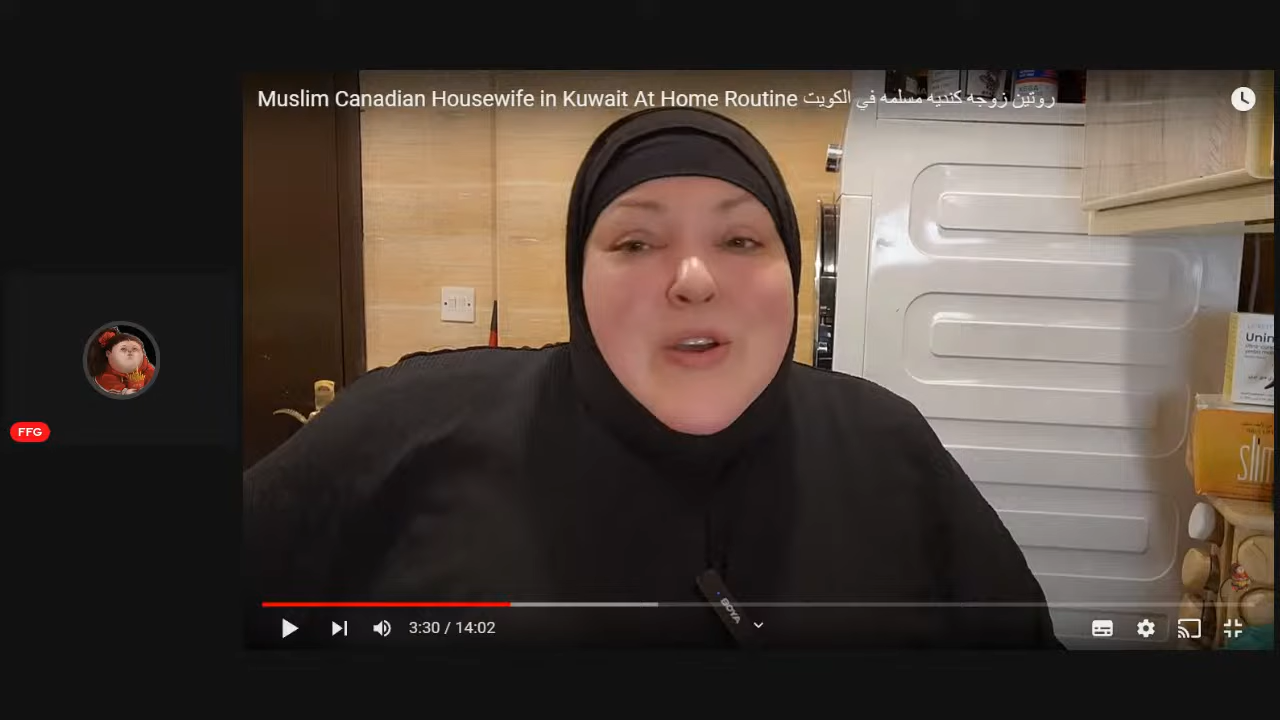 Muslim Canadian Housewife in Kuwait At Home Routine روتين زوجه كنديه مسلمه في الكويت
FFG
BOYA
slim
3:30 / 14:02